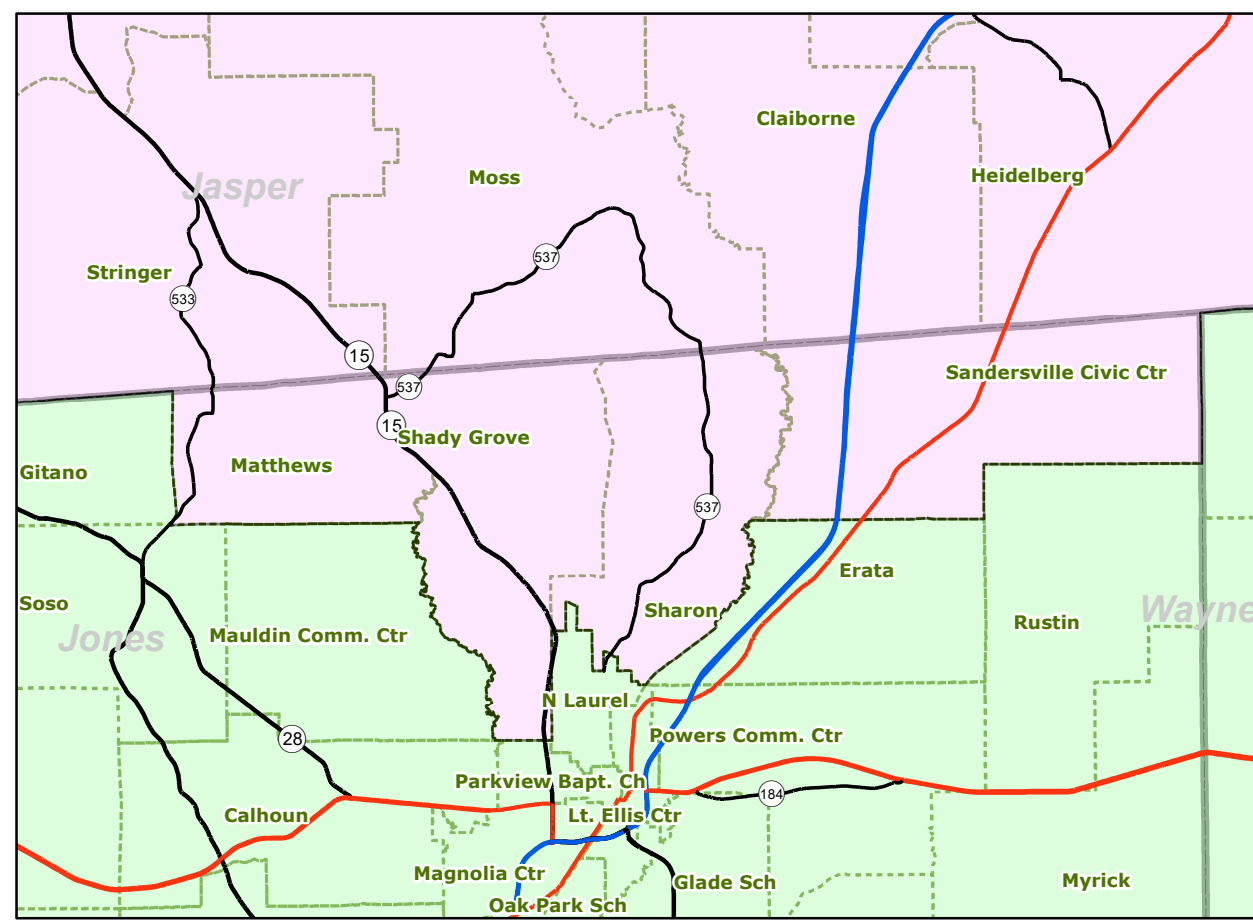 Claiborne
Moss
Heidelberg
Jasper
537
Stringer
533
15
Sandersville Civic Ctr
537
15
Shady Grove
Matthews
Gitano
537
Erata
Soso
Sharon
Wayne
Rustin
Jones
Mauldin Comm. Ctr
N Laurel
28
Powers Comm. Ctr
Parkview Bapt. Ch
184
Calhoun
Lt. Ellis Ctr
Magnolia Ctr
Glade Sch
Myrick
Oak Park Sch